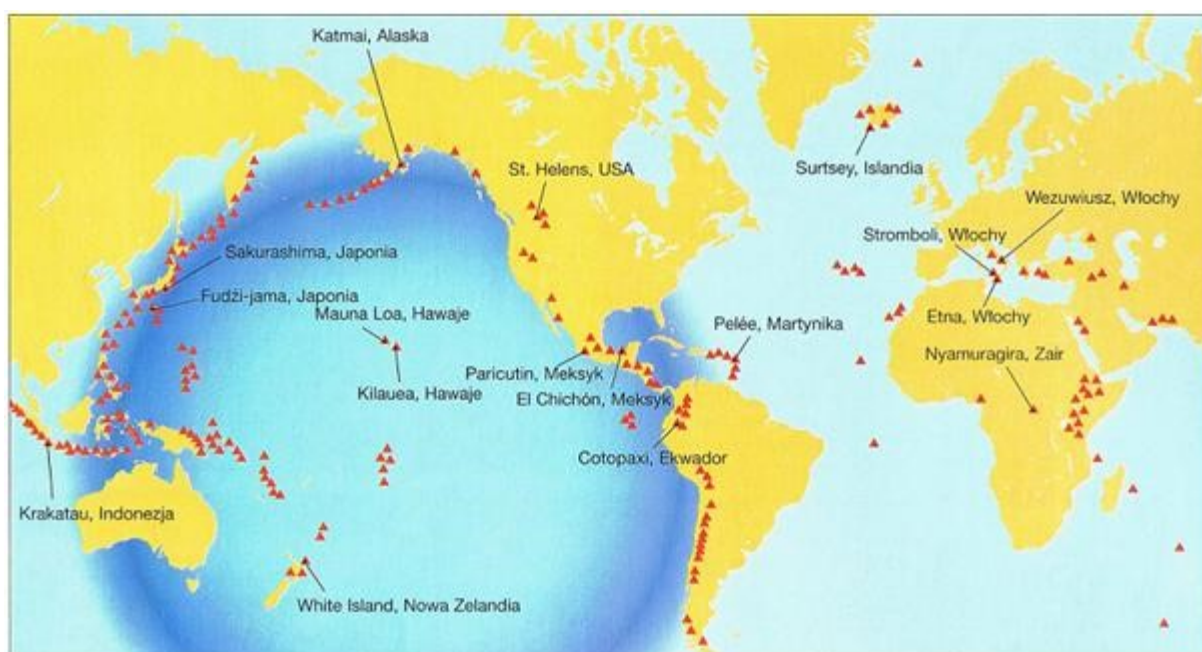 Katmai, Alaska
St. Helens, USA
Surtsey, Islandia
Wezuwiusz, Włochy
Stromboli, Włochy
Sakurashima, Japonia
Fudżi-jama, Japonia
Mauna Loa, Hawaje
Etna, Włochy
Pelée, Martynika
Nyamuragira, Zair
Paricutin, Meksyk
Kilauea, Hawaje
El Chichón, Meksyk
Cotopaxi, Ekwador
Krakatau, Indonezja
White Island, Nowa Zelandia